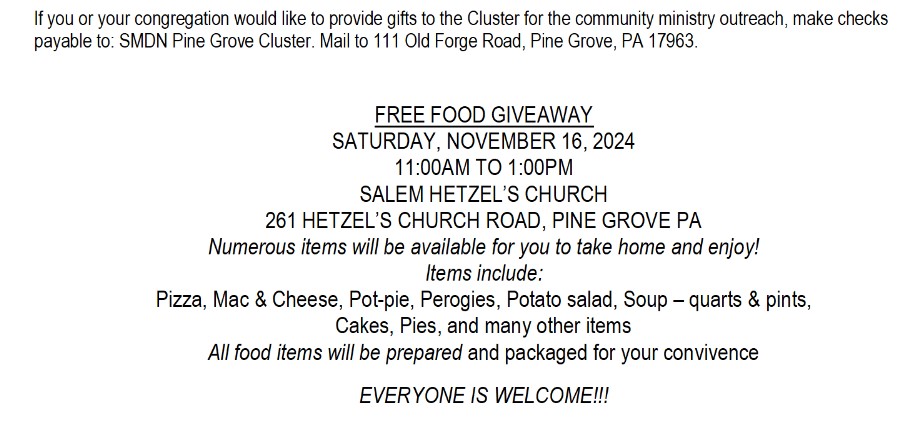 If you or your congregation would like to provide gifts to the Cluster for the community ministry outreach, make checks
payable to: SMDN Pine Grove Cluster. Mail to 111 Old Forge Road, Pine Grove, PA 17963.
FREE FOOD GIVEAWAY
SATURDAY, NOVEMBER 16, 2024
11:00AM TO 1:00PM
SALEM HETZEL'S CHURCH
261 HETZEL'S CHURCH ROAD, PINE GROVE PA
Numerous items will be available for you to take home and enjoy!
Items include:
Pizza, Mac & Cheese, Pot-pie, Perogies, Potato salad, Soup – quarts & pints,
Cakes, Pies, and many other items
All food items will be prepared and packaged for your convivence
EVERYONE IS WELCOME!!!